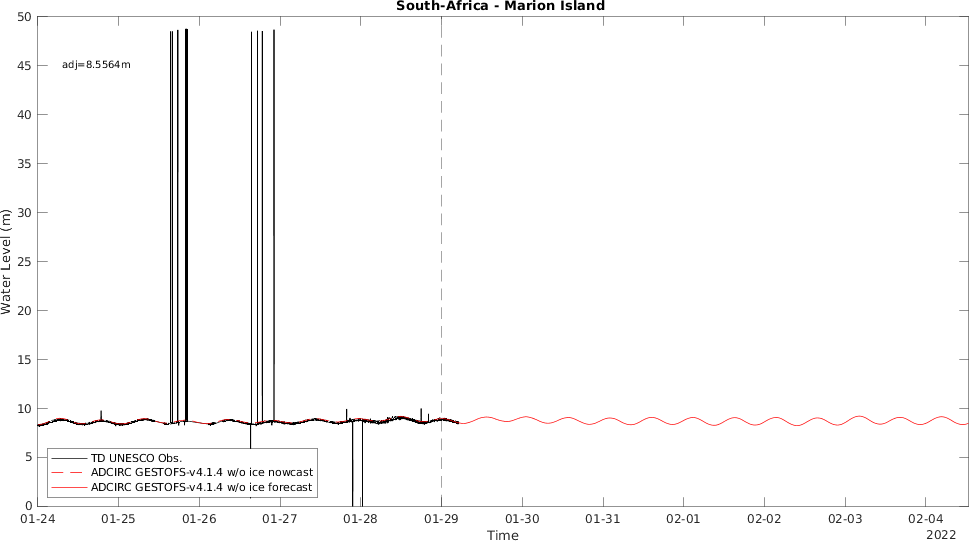 South-Africa - Marion Island
50
45
40
35
30
25
20
15
10
5
0
Water Level (m)
adj=8.5564m
TD UNESCO Obs.
ADCIRC GESTOFS-v4.1.4 w/o ice nowcast
ADCIRC GESTOFS-v4.1.4 w/o ice forecast
01-24 01-25 01-26 01-27 01-28 01-29 01-30 01-31 02-01 02-02 02-03 02-04
Time
2022